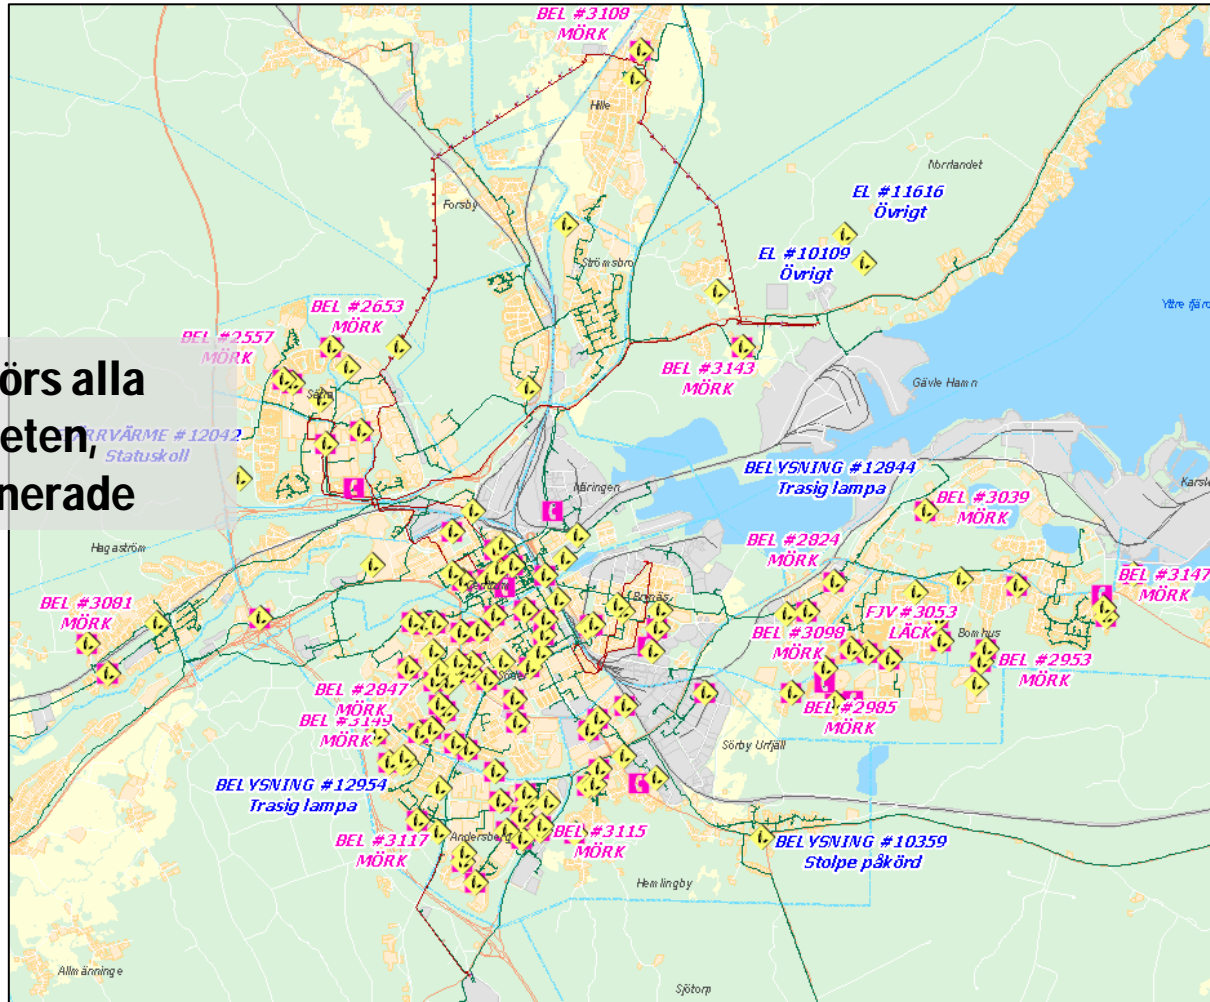 BEL #3108
MÖRK
Hille
Norrlandet
EL #11616
Övrigt
Forsby
EL #10109
Övrigt
Strömsbro
Yttre fjärd
BEL #2653
MÖRK
BEL #2557
MÖRK
BEL #3143
MÖRK
Gävle Hamn
örs alla
eten,
nerade
RRVÄRME #12042
Statuskoll
BELYSNING #12844
Trasig lampa
Näringen
BEL #3039
MÖRK
Hagaström
BEL #2824
MÖRK
BEL #3147
MÖRK
BEL #3081
MÖRK
Brynäs
FJV #3053
LÄCK
BEL #3098
MÖRK
Bomhus
BEL #2953
MÖRK
Söder
BEL #2847
MÖRK
BEL #2985
MÖRK
BEL #3149
MÖRK
Sörby Urfjäll
BELYSNING #12954
Trasig lampa
BEL #3117
MÖRK
Andersberg
BEL #3115
MÖRK
BELYSNING #10359
Stolpe påkörd
Hemlingby
Allmänninge
Sjötorp